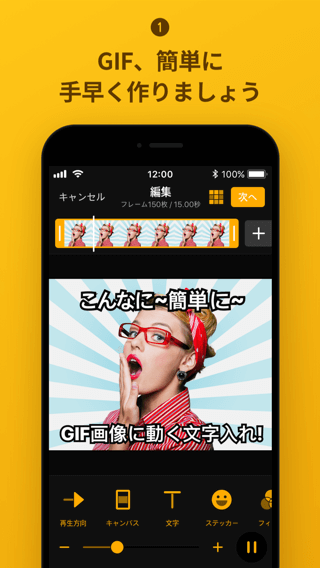 1
GIF、簡単に
手早く作りましょう
12:00
100%
キャンセル
編集
フレーム150枚 / 15.00秒
次へ
こんなに~簡単に~
GIF画像に動く文字入れ!
再生方向
キャンバス
文字
ステッカー
フィ